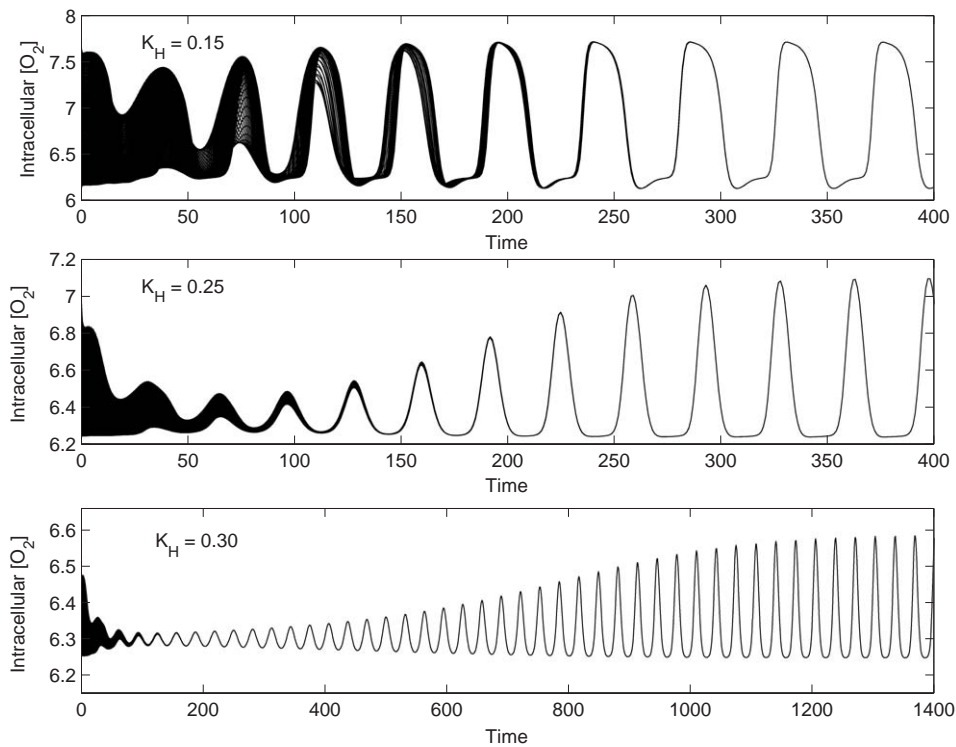 8
7.5
7
6.5
6
Intracellular [O2]
K_H = 0.15
0 50 100 150 200 250 300 350 400
Time
7.2
7
6.8
6.6
6.4
6.2
Intracellular [O2]
K_H = 0.25
0 50 100 150 200 250 300 350 400
Time
6.6
6.5
6.4
6.3
6.2
Intracellular [O2]
K_H = 0.30
0 200 400 600 800 1000 1200 1400
Time